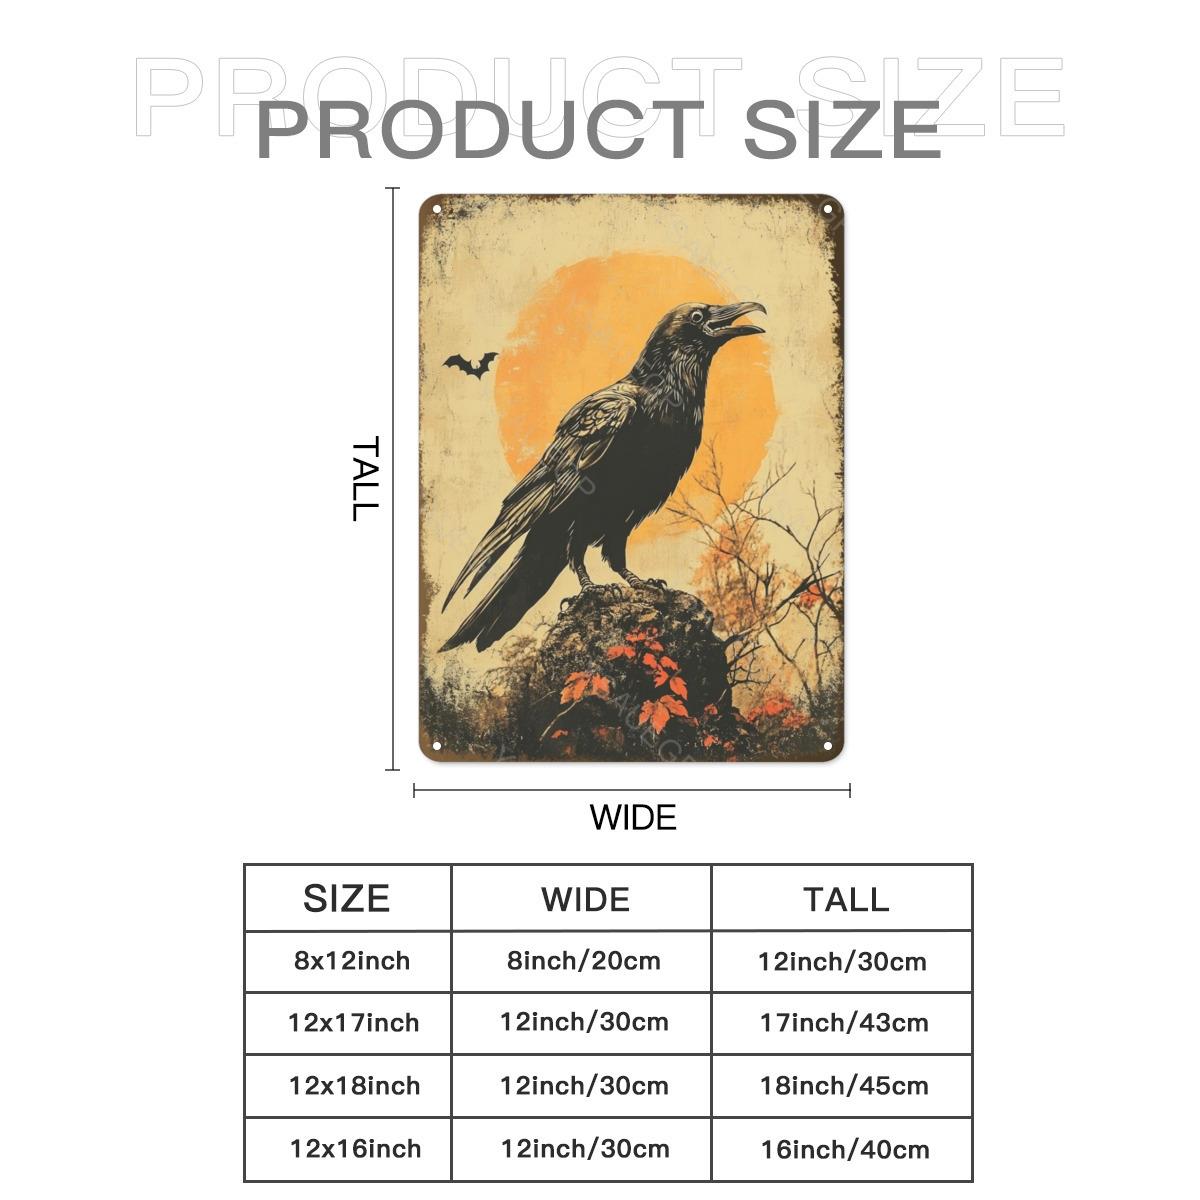 PRODUCT SIZE
PRODUCT SIZE
TALL
WIDE
SIZE WIDE TALL
8x12inch 8inch/20cm 12inch/30cm
12x17inch 12inch/30cm 17inch/43cm
12x18inch 12inch/30cm 18inch/45cm
12x16inch 12inch/30cm 16inch/40cm